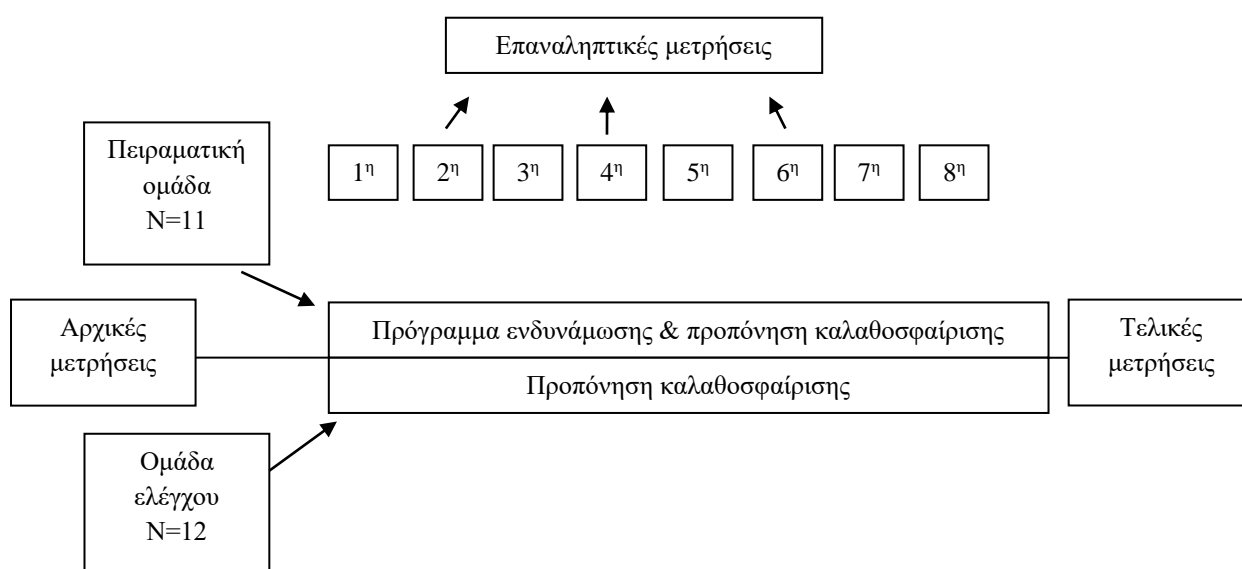 Επαναληπτικές μετρήσεις
Πειραματική
ομάδα
N=11
1η 2η 3η 4η 5η 6η 7η 8η
Αρχικές
μετρήσεις
Πρόγραμμα ενδυνάμωσης & προπόνηση καλαθοσφαίρισης
Προπόνηση καλαθοσφαίρισης
Τελικές
μετρήσεις
Ομάδα
ελέγχου
N=12